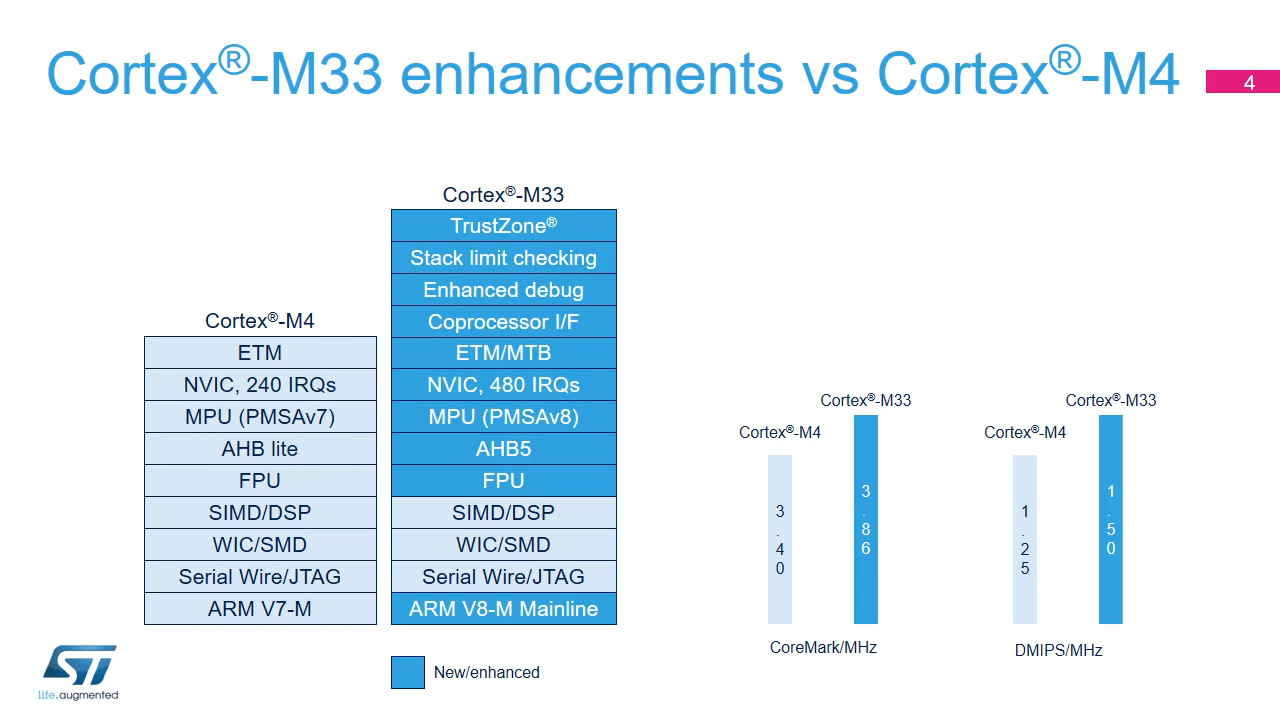 Cortex®-M33 enhancements vs Cortex®-M4
4
Cortex®-M4
ETM
NVIC, 240 IRQs
MPU (PMSAv7)
AHB lite
FPU
SIMD/DSP
WIC/SMD
Serial Wire/JTAG
ARM V7-M
Cortex®-M33
TrustZone®
Stack limit checking
Enhanced debug
Coprocessor I/F
ETM/MTB
NVIC, 480 IRQs
MPU (PMSAv8)
AHB5
FPU
SIMD/DSP
WIC/SMD
Serial Wire/JTAG
ARM V8-M Mainline
New/enhanced
Cortex®-M4
3.40
Cortex®-M33
3.86
CoreMark/MHz
Cortex®-M4
1.25
Cortex®-M33
1.50
DMIPS/MHz
ST
life.augmented